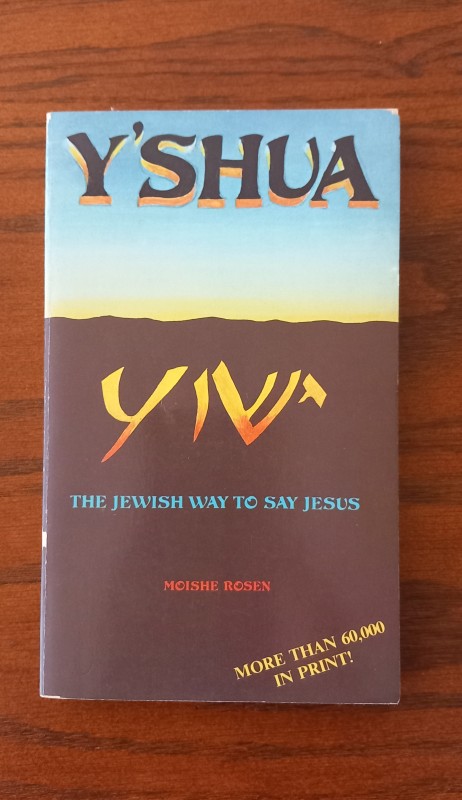 Y'SHUA
ישוע
THE JEWISH WAY TO SAY JESUS
MOISHE ROSEN
MORE THAN 60,000
IN PRINT!